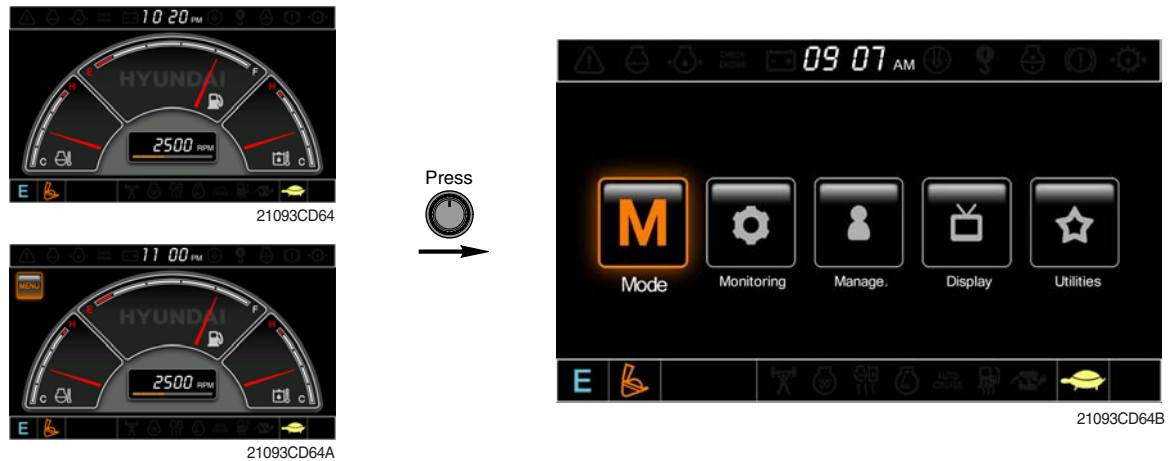 10 20 PM
E F
HYUNDAI
H H
2500 RPM
C C
E
21093CD64
11 00 PM
MENU
E F
HYUNDAI
H H
2500 RPM
C C
E
21093CD64A
Press
CHECK
ENGINE
09 07 AM
M
Mode Monitoring Manage. Display Utilities
E AUTO
CRUISE
21093CD64B